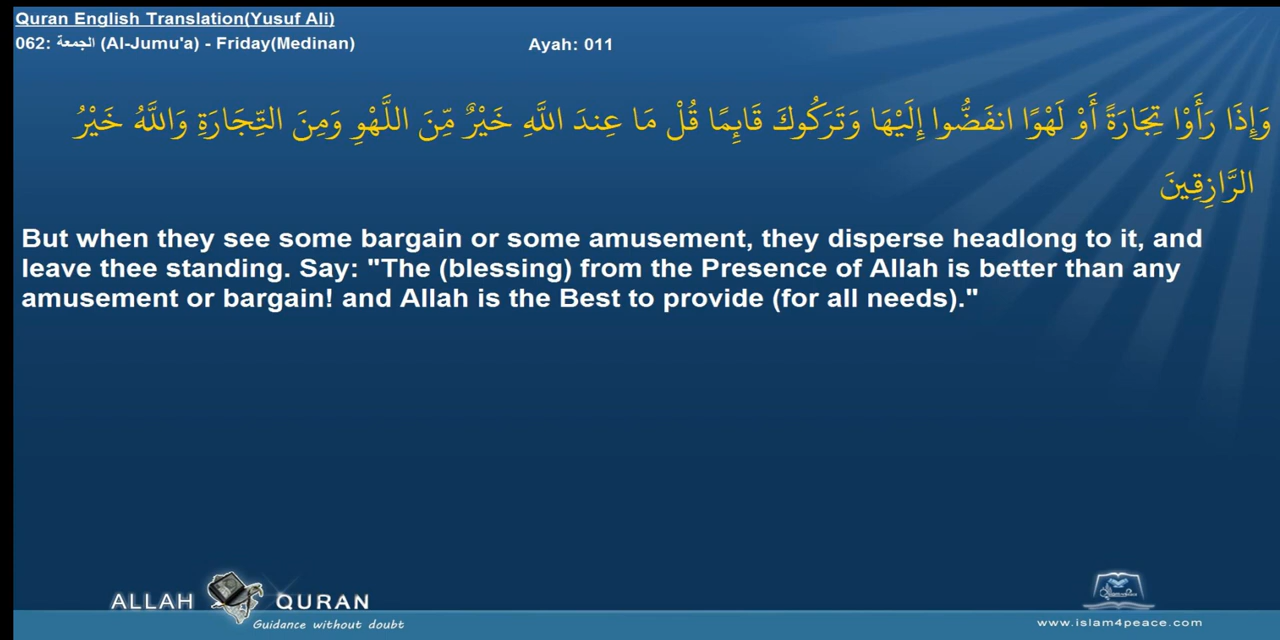 Quran English Translation(Yusuf Ali)
062: الجمعة (Al-Jumu'a) - Friday(Medinan)
Ayah: 011
وَإِذَا رَأَوْا تِجَارَةً أَوْ لَهْوًا انفَضُّوا إِلَيْهَا وَتَرَكُوكَ قَائِمًا قُلْ مَا عِندَ اللَّهِ خَيْرٌ مِّنَ اللَّهْوِ وَمِنَ التِّجَارَةِ وَاللَّهُ خَيْرُ
الرَّازِقِينَ
But when they see some bargain or some amusement, they disperse headlong to it, and
leave thee standing. Say: "The (blessing) from the Presence of Allah is better than any
amusement or bargain! and Allah is the Best to provide (for all needs)."
ALLAH QURAN
Guidance without doubt
www.islam4peace.com